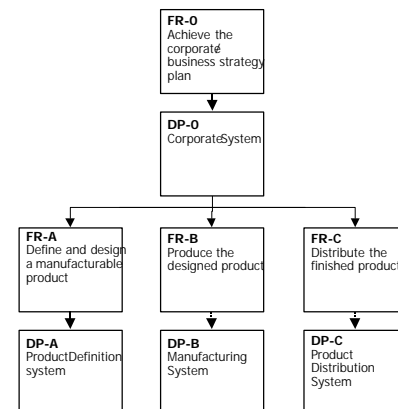 FR-0
Achieve the
corporate/
business strategy
plan
DP-0
CorporateSystem
FR-A
Define and design
a manufacturable
product
FR-B
Produce the
designed product
FR-C
Distribute the
finished product
DP-A
ProductDefinition
system
DP-B
Manufacturing
System
DP-C
Product
Distribution
System